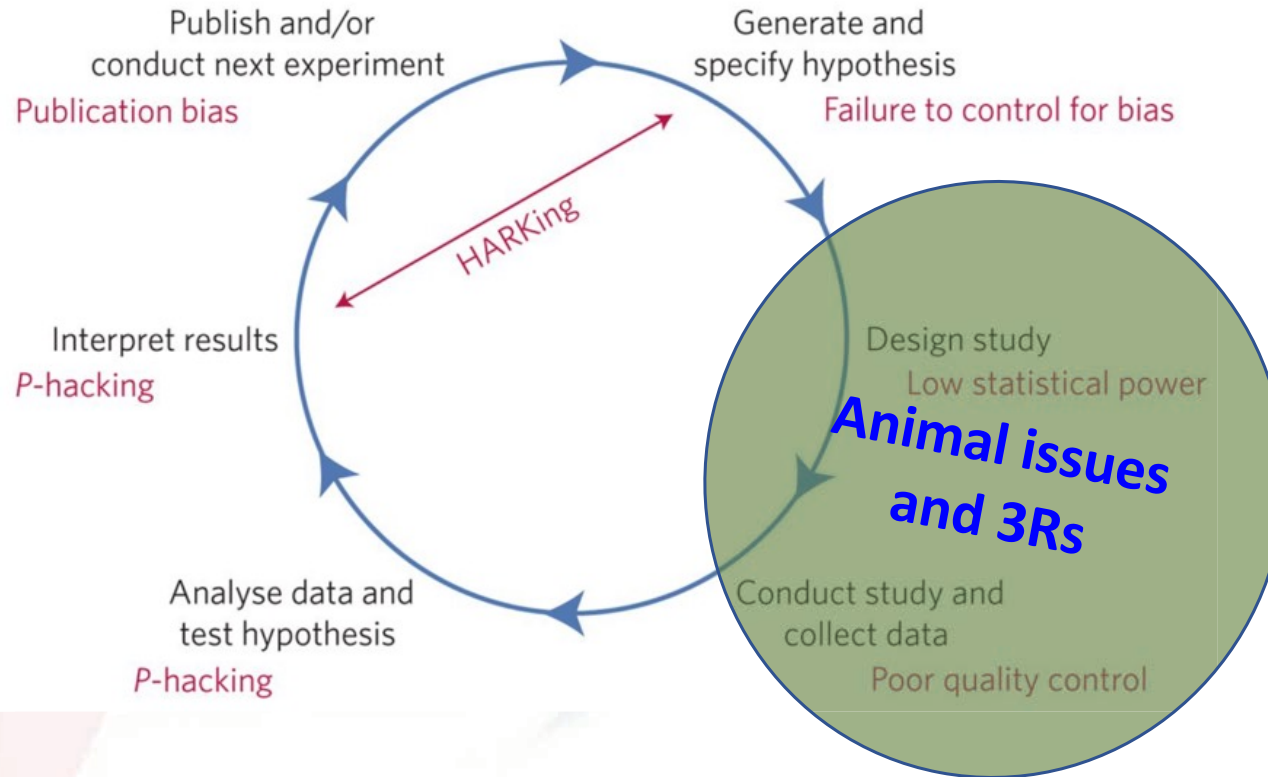 Publish and/or
conduct next experiment
Publication bias
Generate and
specify hypothesis
Failure to control for bias
HARKing
Interpret results
P-hacking
Design study
Low statistical power
Animal issues
and 3Rs
Analyse data and
test hypothesis
P-hacking
Conduct study and
collect data
Poor quality control